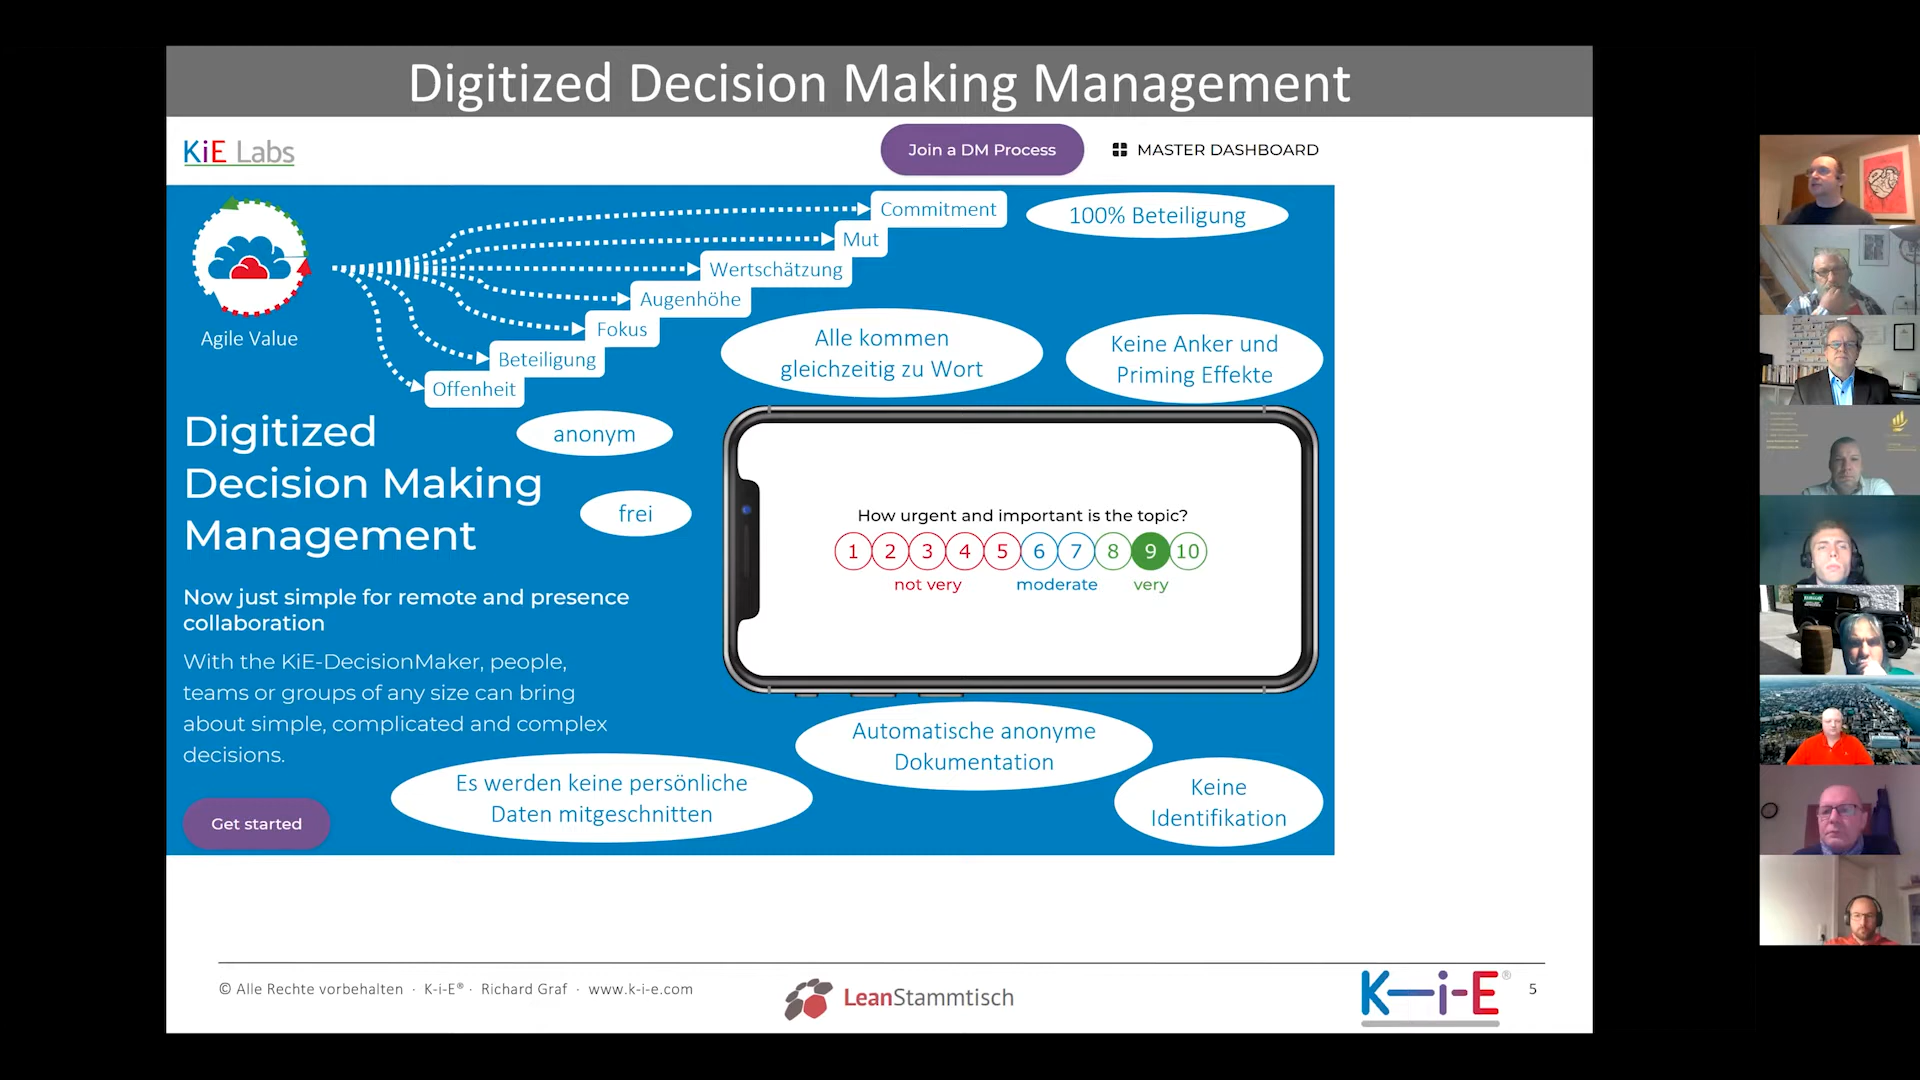 Digitized Decision Making Management
KiE Labs
Join a DM Process
MASTER DASHBOARD
Commitment
100% Beteiligung
Mut
Wertschätzung
Augenhöhe
Fokus
Beteiligung
Offenheit
Agile Value
Alle kommen
gleichzeitig zu Wort
Keine Anker und
Priming Effekte
anonym
frei
Digitized
Decision Making
Management
How urgent and important is the topic?
1 2 3 4 5 6 7 8 9 10
not very moderate very
Now just simple for remote and presence
collaboration
With the KiE-DecisionMaker, people,
teams or groups of any size can bring
about simple, complicated and complex
decisions.
Automatische anonyme
Dokumentation
Es werden keine persönliche
Daten mitgeschnitten
Keine
Identifikation
Get started
© Alle Rechte vorbehalten · K-i-E® · Richard Graf · www.k-i-e.com
LeanStammtisch
K-i-E®
5